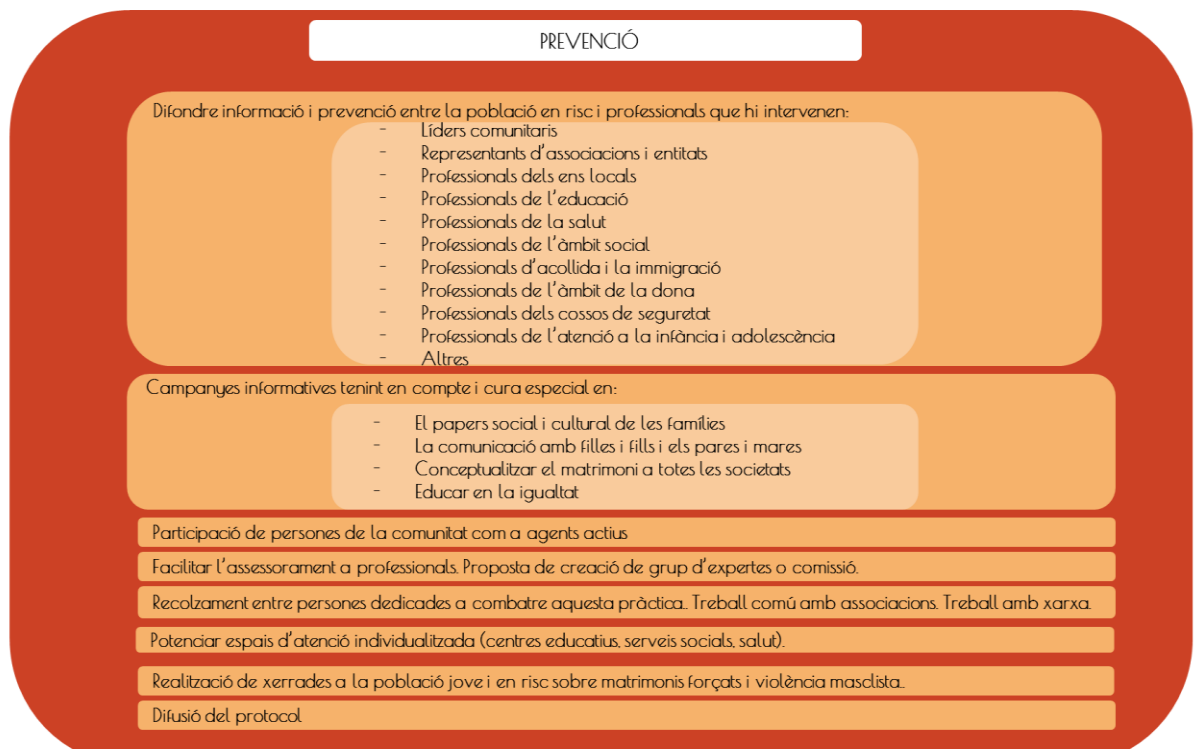 PREVENCIÓ
Difondre informació i prevenció entre la població en risc i professionals que hi intervenen:
- Líders comunitaris
- Representants d'associacions i entitats
- Professionals dels ens locals
- Professionals de l'educació
- Professionals de la salut
- Professionals de l'àmbit social
- Professionals d'acollida i la immigració
- Professionals de l'àmbit de la dona
- Professionals dels cossos de seguretat
- Professionals de l'atenció a la infància i adolescència
- Altres
Campanyes informatives tenint en compte i cura especial en:
- El papers social i cultural de les famílies
- La comunicació amb filles i fills i els pares i mares
- Conceptualitzar el matrimoni a totes les societats
- Educar en la igualtat
Participació de persones de la comunitat com a agents actius
Facilitar l'assessorament a professionals. Proposta de creació de grup d'expertes o comissió.
Recolzament entre persones dedicades a combatre aquesta pràctica.. Treball comú amb associacions. Treball amb xarxa.
Potenciar espais d'atenció individualitzada (centres educatius, serveis socials, salut).
Realització de xerrades a la població jove i en risc sobre matrimonis forçats i violència masclista..
Difusió del protocol